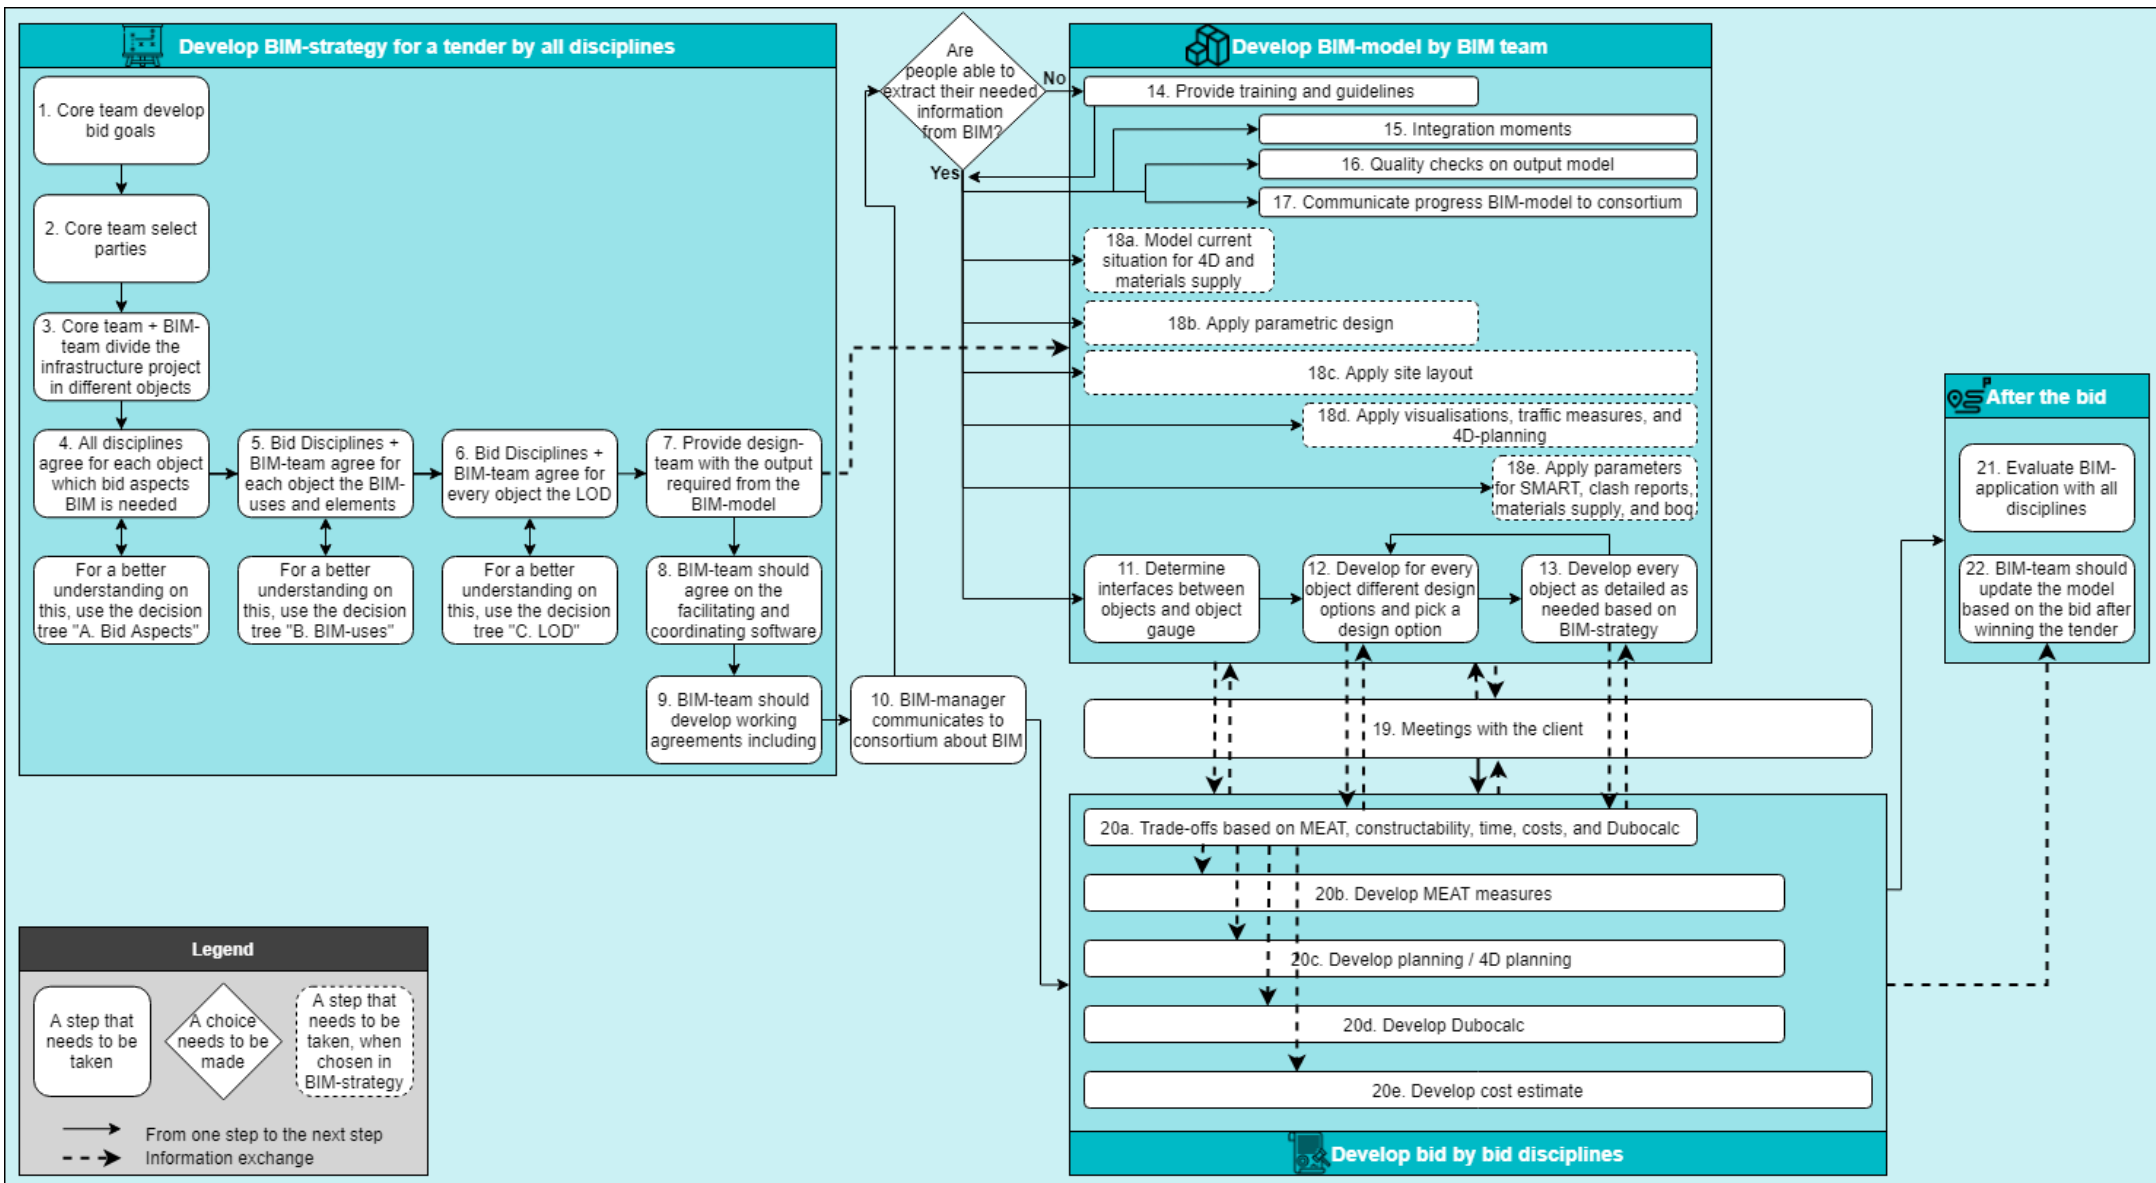 Develop BIM-strategy for a tender by all disciplines
1. Core team develop
bid goals
2. Core team select
parties
3. Core team + BIM-
team divide the
infrastructure project
in different objects
4. All disciplines
agree for each object
which bid aspects
BIM is needed
5. Bid Disciplines +
BIM-team agree for
each object the BIM-
uses and elements
6. Bid Disciplines +
BIM-team agree for
every object the LOD
7. Provide design-
team with the output
required from the
BIM-model
For a better
understanding on
this, use the decision
tree "A. Bid Aspects"
For a better
understanding on
this, use the decision
tree "B. BIM-uses"
For a better
understanding on
this, use the decision
tree "C. LOD"
8. BIM-team should
agree on the
facilitating and
coordinating software
9. BIM-team should
develop working
agreements including
10. BIM-manager
communicates to
consortium about BIM
Are
people able to
extract their needed
information
from BIM?
No
Yes
Develop BIM-model by BIM team
14. Provide training and guidelines
15. Integration moments
16. Quality checks on output model
17. Communicate progress BIM-model to consortium
18a. Model current
situation for 4D and
materials supply
18b. Apply parametric design
18c. Apply site layout
18d. Apply visualisations, traffic measures, and
4D-planning
18e. Apply parameters
for SMART, clash reports,
materials supply, and boq
11. Determine
interfaces between
objects and object
gauge
12. Develop for every
object different design
options and pick a
design option
13. Develop every
object as detailed as
needed based on
BIM-strategy
19. Meetings with the client
20a. Trade-offs based on MEAT, constructability, time, costs, and Dubocalc
20b. Develop MEAT measures
20c. Develop planning / 4D planning
20d. Develop Dubocalc
20e. Develop cost estimate
Develop bid by bid disciplines
P
After the bid
21. Evaluate BIM-
application with all
disciplines
22. BIM-team should
update the model
based on the bid after
winning the tender
Legend
A step that
needs to be
taken
A choice
needs to be
made
A step that
needs to be
taken, when
chosen in
BIM-strategy
From one step to the next step
Information exchange